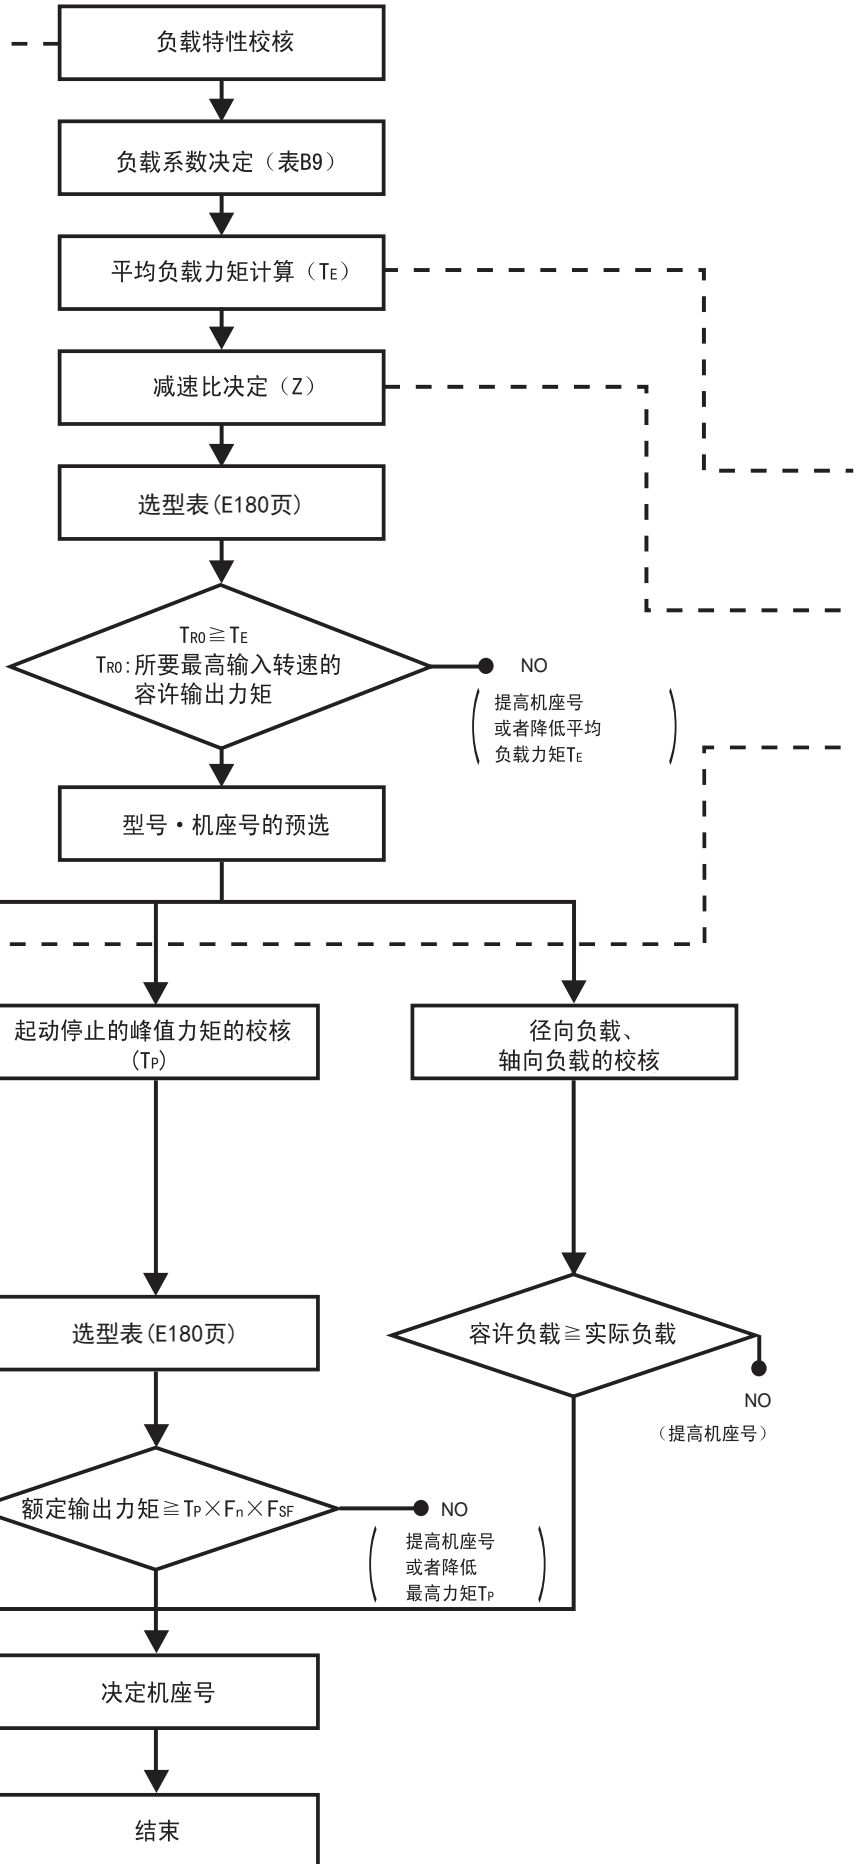 负载特性校核
负载系数决定（表B9）
平均负载力矩计算（TE）
减速比决定（Z）
选型表(E180页)
TR0≧TE
TR0:所要最高输入转速的
容许输出力矩
NO
提高机座号
或者降低平均
负载力矩TE
型号・机座号的预选
起动停止的峰值力矩的校核
(TP)
径向负载、
轴向负载的校核
选型表(E180页)
容许负载≧实际负载
NO
（提高机座号）
额定输出力矩≧TP×Fn×FSF
NO
提高机座号
或者降低
最高力矩TP
决定机座号
结束